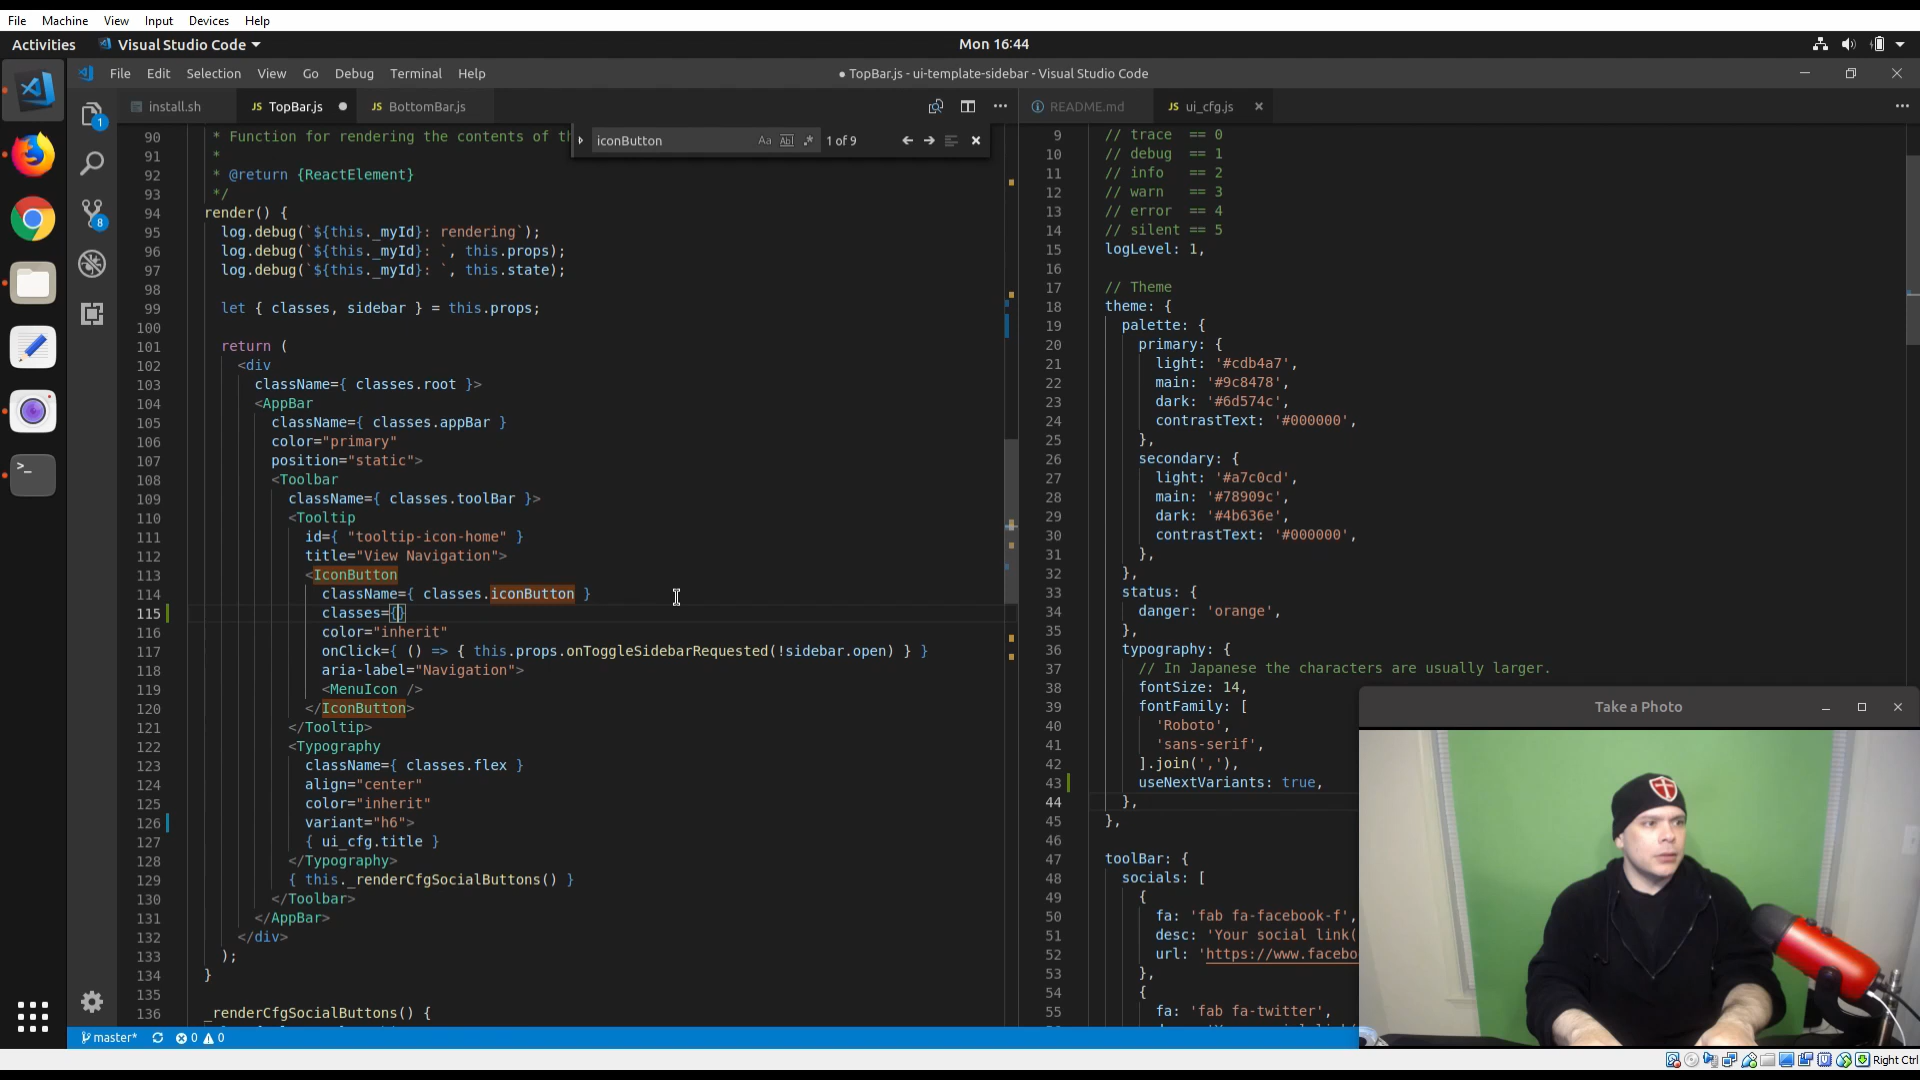 File Machine View Input Devices Help
Activities Visual Studio Code Mon 16:44
File Edit Selection View Go Debug Terminal Help ● TopBar.js - ui-template-sidebar - Visual Studio Code
install.sh JS TopBar.js JS BottomBar.js README.md JS ui_cfg.js
iconButton Aa Abl .* 1 of 9
1
8
90 * Function for rendering the contents of th
91 *
92 * @return {ReactElement}
93 */
94 render() {
95 log.debug(`${this._myId}: rendering`);
96 log.debug(`${this._myId}: `, this.props);
97 log.debug(`${this._myId}: `, this.state);
98
99 let { classes, sidebar } = this.props;
100
101 return (
102 <div
103 className={ classes.root }>
104 <AppBar
105 className={ classes.appBar }
106 color="primary"
107 position="static">
108 <Toolbar
109 className={ classes.toolBar }>
110 <Tooltip
111 id={ "tooltip-icon-home" }
112 title="View Navigation">
113 <IconButton
114 className={ classes.iconButton }
115 classes={}
116 color="inherit"
117 onClick={ () => { this.props.onToggleSidebarRequested(!sidebar.open) } }
118 aria-label="Navigation">
119 <MenuIcon />
120 </IconButton>
121 </Tooltip>
122 <Typography
123 className={ classes.flex }
124 align="center"
125 color="inherit"
126 variant="h6">
127 { ui_cfg.title }
128 </Typography>
129 { this._renderCfgSocialButtons() }
130 </Toolbar>
131 </AppBar>
132 </div>
133 );
134 }
135
136 _renderCfgSocialButtons() {
9 // trace == 0
10 // debug == 1
11 // info == 2
12 // warn == 3
13 // error == 4
14 // silent == 5
15 logLevel: 1,
16
17 // Theme
18 theme: {
19 palette: {
20 primary: {
21 light: '#cdb4a7',
22 main: '#9c8478',
23 dark: '#6d574c',
24 contrastText: '#000000',
25 },
26 secondary: {
27 light: '#a7c0cd',
28 main: '#78909c',
29 dark: '#4b636e',
30 contrastText: '#000000',
31 },
32 },
33 status: {
34 danger: 'orange',
35 },
36 typography: {
37 // In Japanese the characters are usually larger.
38 fontSize: 14,
39 fontFamily: [
40 'Roboto',
41 'sans-serif',
42 ].join(','),
43 useNextVariants: true,
44 },
45 },
46
47 toolBar: {
48 socials: [
49 {
50 fa: 'fab fa-facebook-f',
51 desc: 'Your social link(
52 url: 'https://www.facebo
53 },
54 {
55 fa: 'fab fa-twitter',
Take a Photo
master* 0 0
Right Ctrl